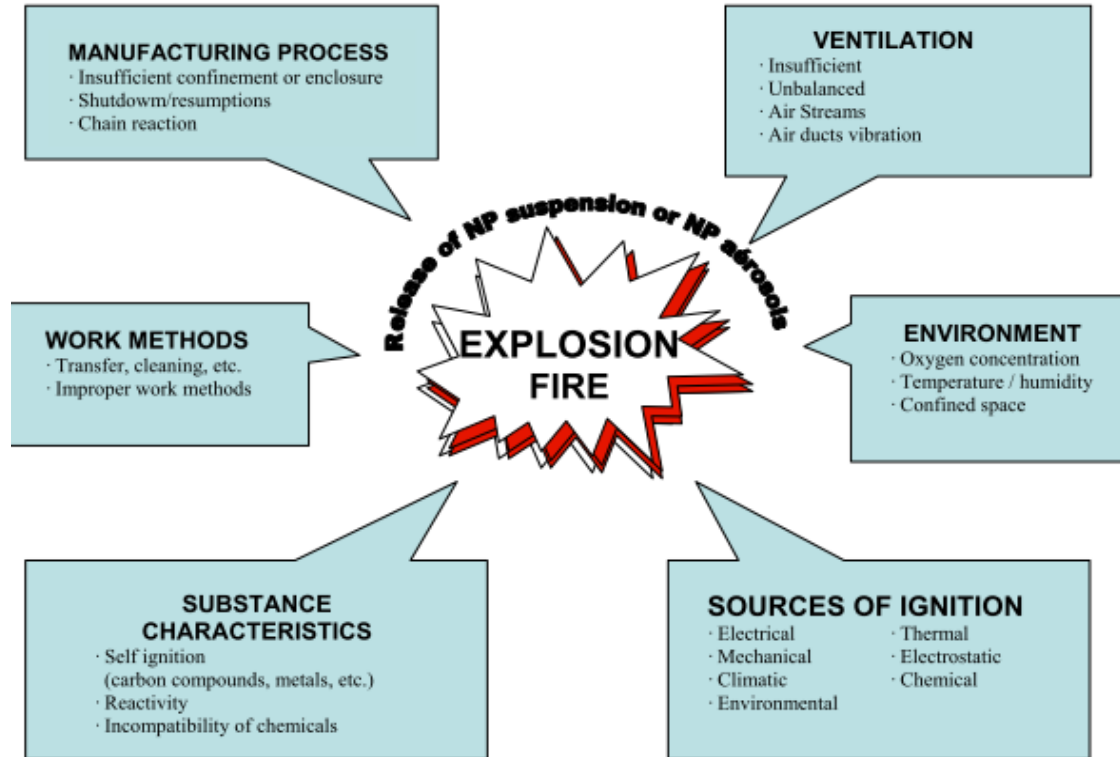 MANUFACTURING PROCESS
· Insufficient confinement or enclosure
· Shutdowm/resumptions
· Chain reaction
VENTILATION
· Insufficient
· Unbalanced
· Air Streams
· Air ducts vibration
Release of NP suspension or NP aérosols
EXPLOSION
FIRE
WORK METHODS
· Transfer, cleaning, etc.
· Improper work methods
ENVIRONMENT
· Oxygen concentration
· Temperature / humidity
· Confined space
SUBSTANCE
CHARACTERISTICS
· Self ignition
(carbon compounds, metals, etc.)
· Reactivity
· Incompatibility of chemicals
SOURCES OF IGNITION
· Electrical
· Mechanical
· Climatic
· Environmental
· Thermal
· Electrostatic
· Chemical